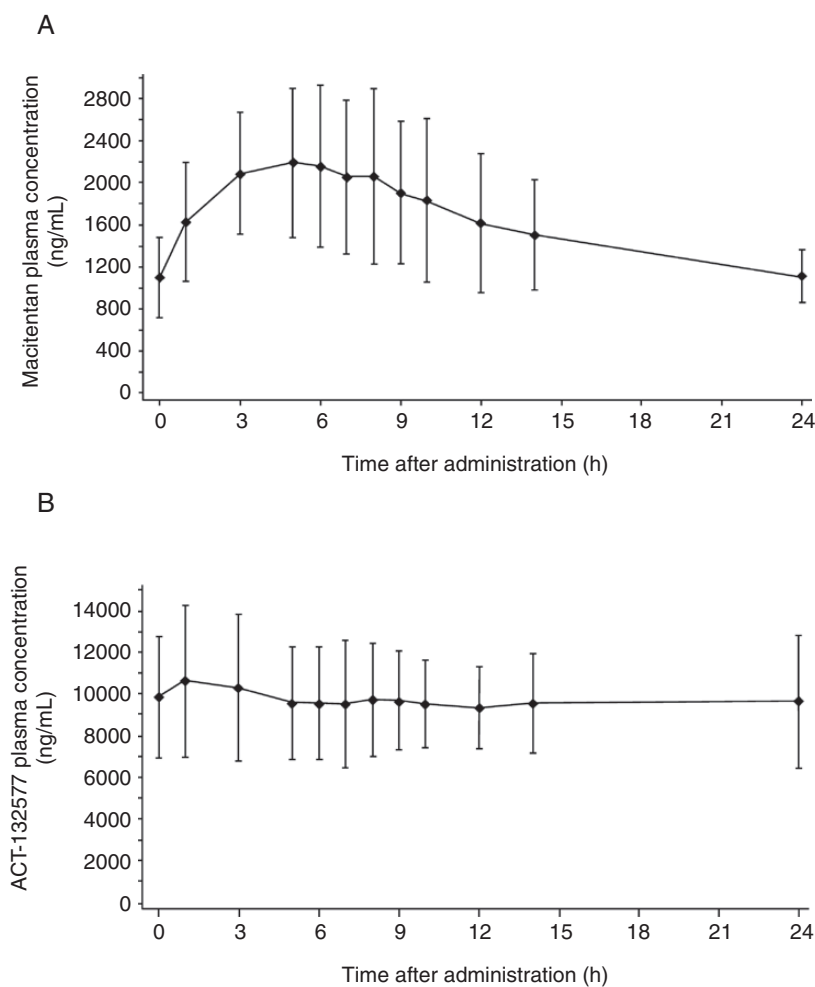 A
Macitentan plasma concentration
(ng/mL)
2800
2400
2000
1600
1200
800
400
0
0 3 6 9 12 15 18 21 24
Time after administration (h)
B
ACT-132577 plasma concentration
(ng/mL)
14000
12000
10000
8000
6000
4000
2000
0
0 3 6 9 12 15 18 21 24
Time after administration (h)